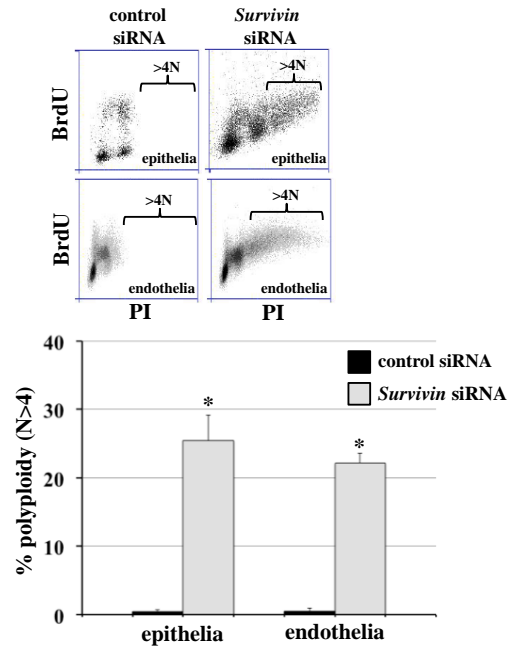 control siRNA
Survivin siRNA
BrdU
>4N
epithelia
>4N
epithelia
BrdU
>4N
endothelia
>4N
endothelia
PI
PI
% polyploidy (N>4)
40
30
20
10
0
control siRNA
Survivin siRNA
*
*
epithelia
endothelia